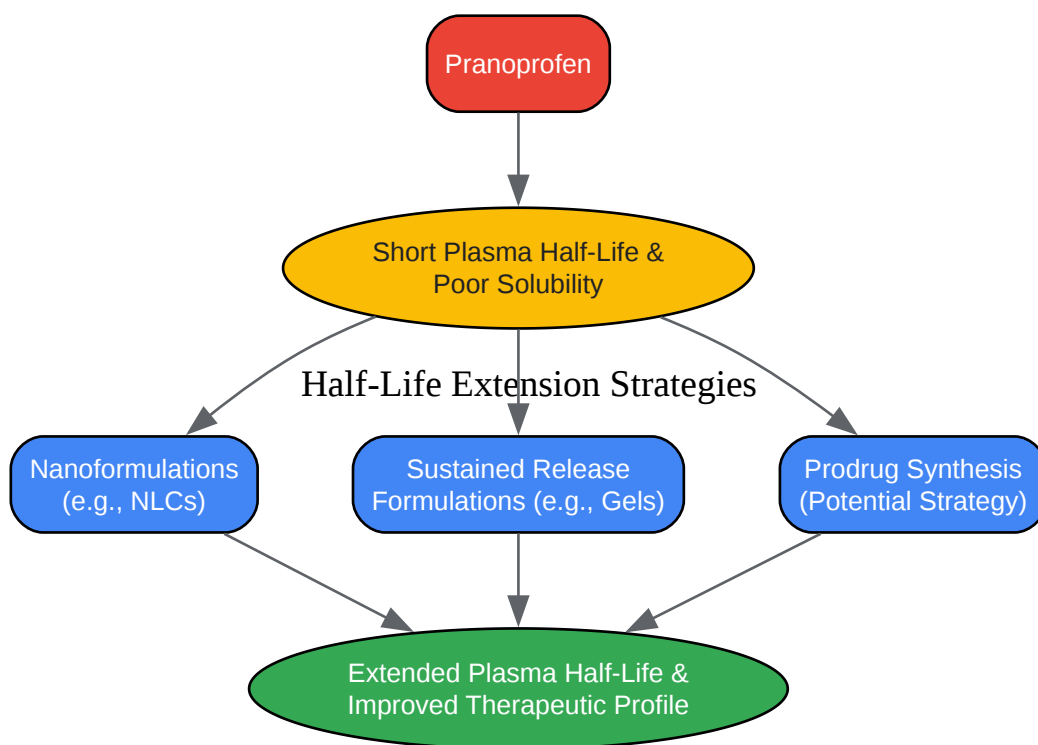 Pranoprofen
Short Plasma Half-Life &
Poor Solubility
Half-Life Extension Strategies
Nanoformulations
(e.g., NLCs)
Sustained Release
Formulations (e.g., Gels)
Prodrug Synthesis
(Potential Strategy)
Extended Plasma Half-Life &
Improved Therapeutic Profile